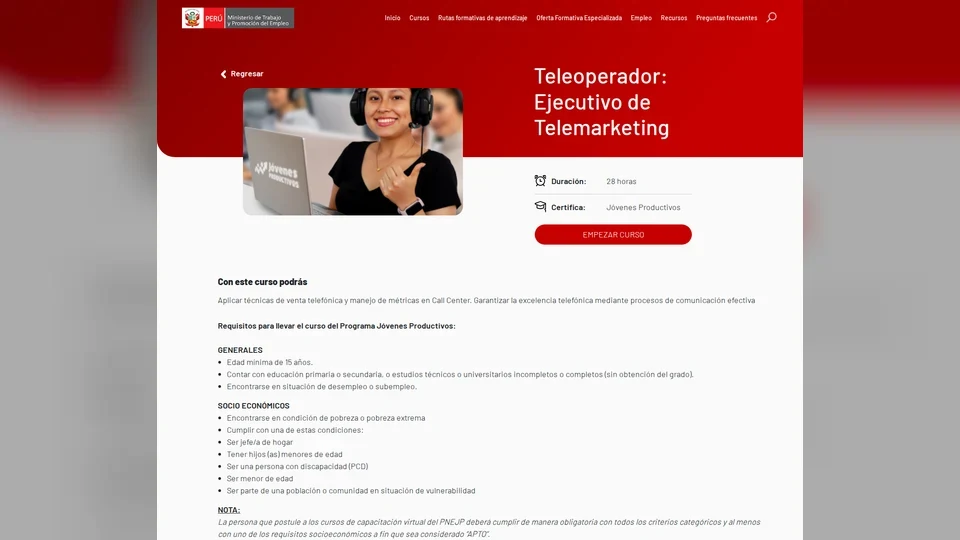 PERÚ
Ministerio de Trabajo
y Promoción del Empleo
Inicio Cursos Rutas formativas de aprendizaje Oferta Formativa Especializada Empleo Recursos Preguntas frecuentes
Regresar
Teleoperador:
Ejecutivo de
Telemarketing
Jóvenes
PRODUCTIVOS
Duración: 28 horas
Certifica: Jóvenes Productivos
EMPEZAR CURSO
Con este curso podrás
Aplicar técnicas de venta telefónica y manejo de métricas en Call Center. Garantizar la excelencia telefónica mediante procesos de comunicación efectiva
Requisitos para llevar el curso del Programa Jóvenes Productivos:
GENERALES
• Edad mínima de 15 años.
• Contar con educación primaria o secundaria, o estudios técnicos o universitarios incompletos o completos (sin obtención del grado).
• Encontrarse en situación de desempleo o subempleo.
SOCIO ECONÓMICOS
• Encontrarse en condición de pobreza o pobreza extrema
• Cumplir con una de estas condiciones:
• Ser jefe/a de hogar
• Tener hijos (as) menores de edad
• Ser una persona con discapacidad (PCD)
• Ser menor de edad
• Ser parte de una población o comunidad en situación de vulnerabilidad
NOTA:
La persona que postule a los cursos de capacitación virtual del PNEJP deberá cumplir de manera obligatoria con todos los criterios categóricos y al menos
con uno de los requisitos socioeconómicos a fin que sea considerado "APTO".